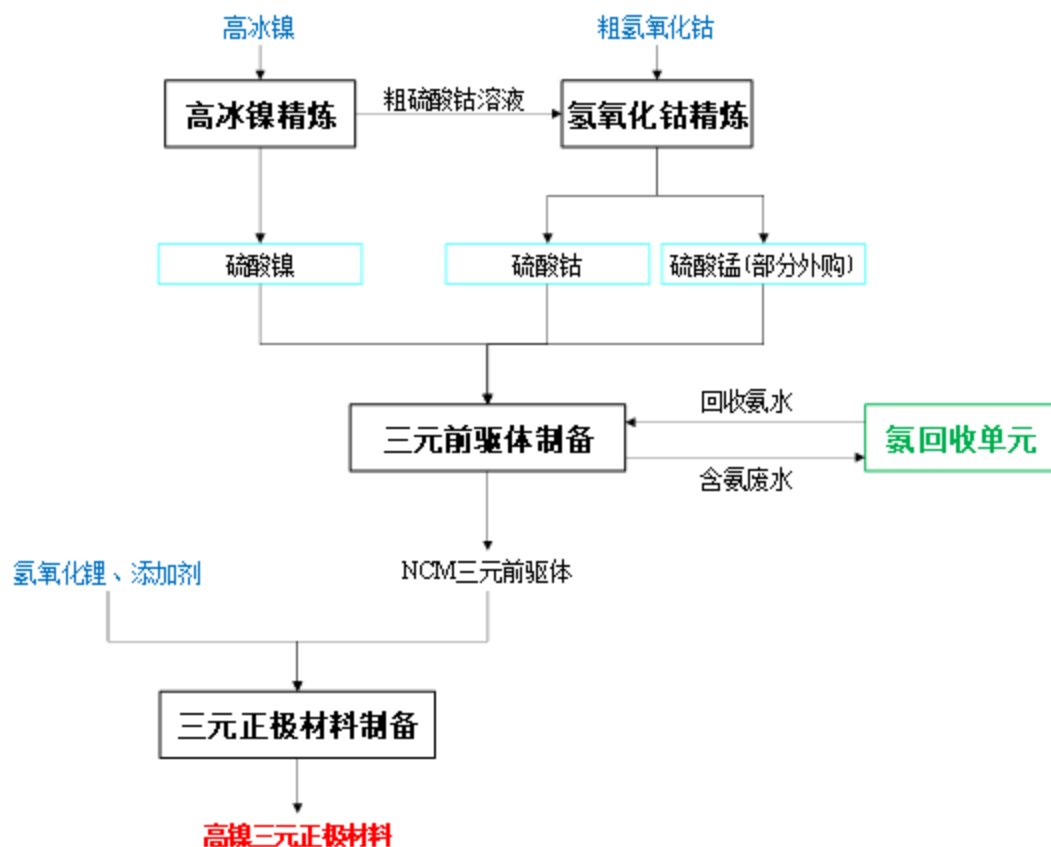 高冰镍
粗氢氧化钴
高冰镍精炼
粗硫酸钴溶液
氢氧化钴精炼
硫酸镍
硫酸钴
硫酸锰(部分外购)
回收氨水
三元前驱体制备
氨回收单元
含氨废水
氢氧化锂、添加剂
NCM三元前驱体
三元正极材料制备
高镍三元正极材料